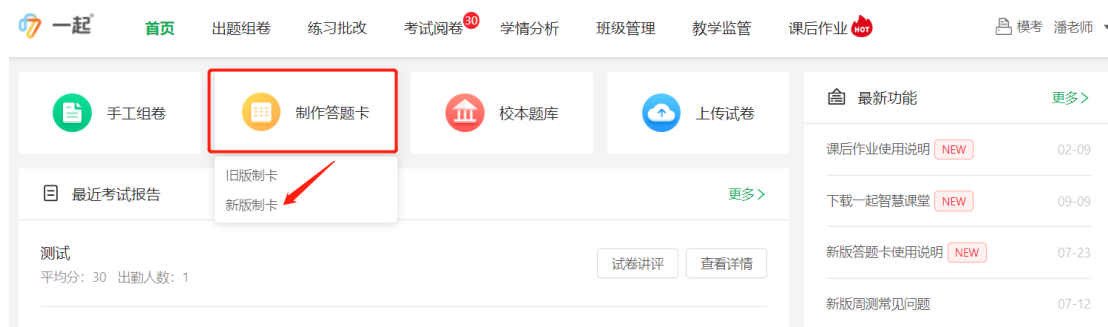 一起 首页 出题组卷 练习批改 考试阅卷 30 学情分析 班级管理 教学监管 课后作业 HOT 模考 潘老师
手工组卷 制作答题卡 校本题库 上传试卷
旧版制卡
新版制卡
最近考试报告 更多>
测试
平均分：30 出勤人数：1
试卷讲评 查看详情
最新功能 更多>
课后作业使用说明 NEW 02-09
下载一起智慧课堂 NEW 09-09
新版答题卡使用说明 NEW 07-23
新版周测常见问题 07-12